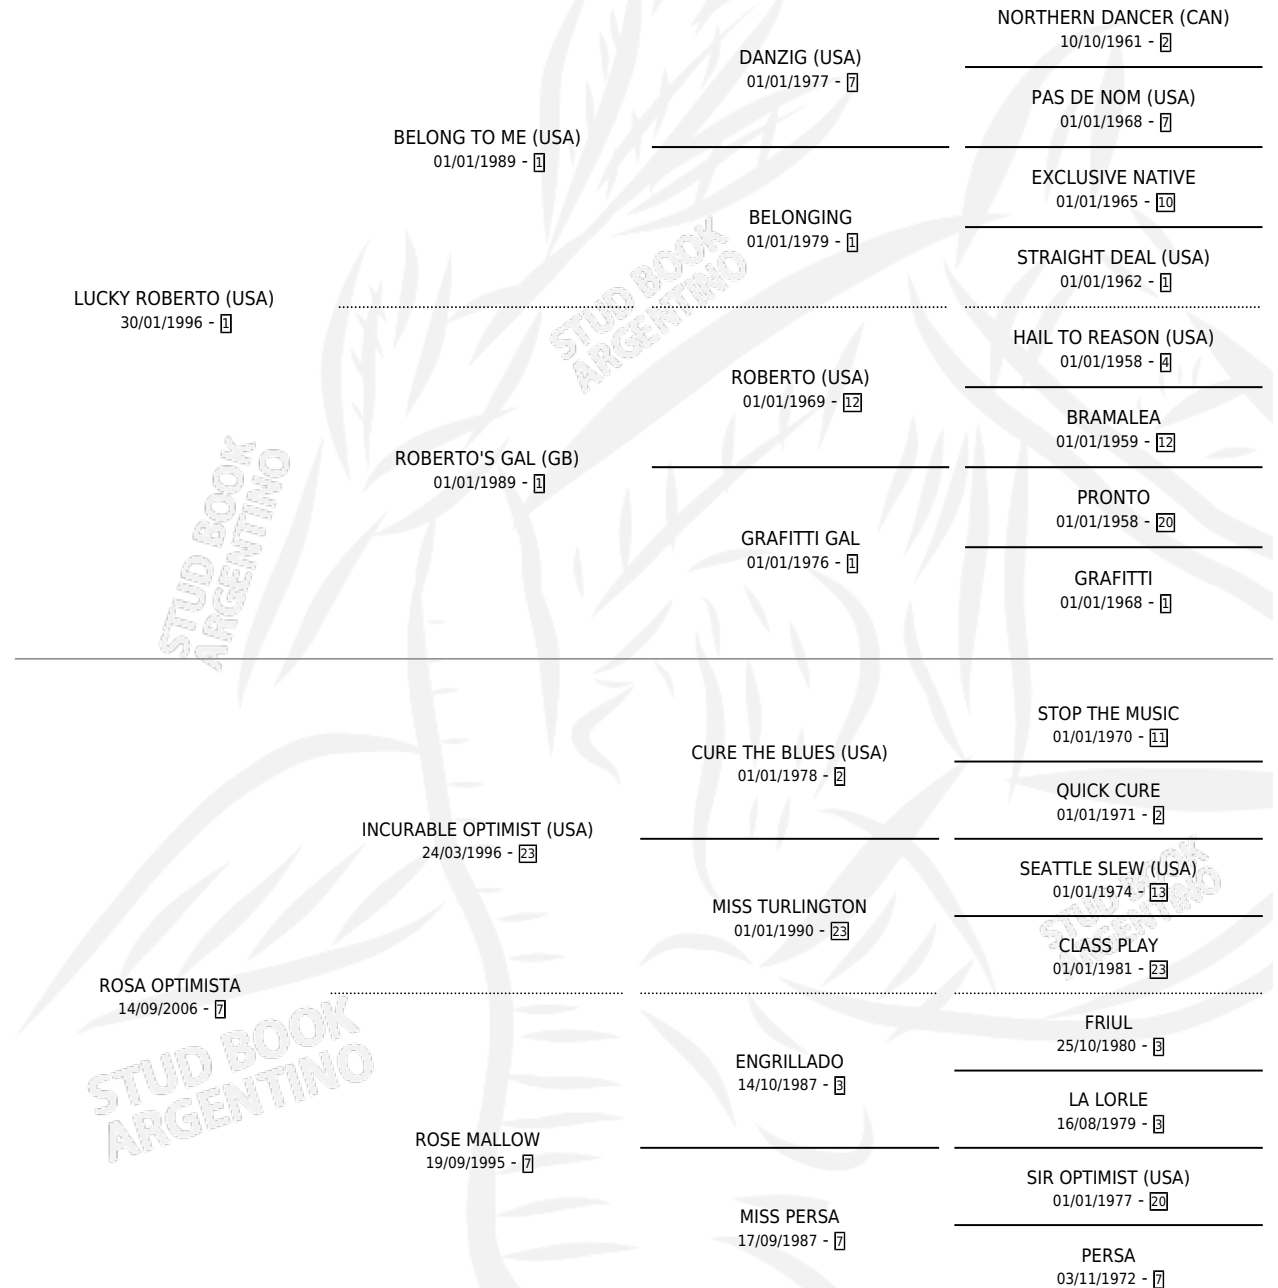 NORTHERN DANCER (CAN)
10/10/1961 - 2
DANZIG (USA)
01/01/1977 - 7
PAS DE NOM (USA)
01/01/1968 - 7
BELONG TO ME (USA)
01/01/1989 - 1
EXCLUSIVE NATIVE
01/01/1965 - 10
BELONGING
01/01/1979 - 1
STRAIGHT DEAL (USA)
01/01/1962 - 1
LUCKY ROBERTO (USA)
30/01/1996 - 1
HAIL TO REASON (USA)
01/01/1958 - 4
ROBERTO (USA)
01/01/1969 - 12
BRAMALEA
01/01/1959 - 12
ROBERTO'S GAL (GB)
01/01/1989 - 1
PRONTO
01/01/1958 - 20
GRAFITTI GAL
01/01/1976 - 1
GRAFITTI
01/01/1968 - 1
STUD BOOK
ARGENTINO
STUD BOOK
ARGENTINO
STOP THE MUSIC
01/01/1970 - 11
CURE THE BLUES (USA)
01/01/1978 - 2
QUICK CURE
01/01/1971 - 2
INCURABLE OPTIMIST (USA)
24/03/1996 - 23
SEATTLE SLEW (USA)
01/01/1974 - 13
MISS TURLINGTON
01/01/1990 - 23
CLASS PLAY
01/01/1981 - 23
ROSA OPTIMISTA
14/09/2006 - 7
FRIUL
25/10/1980 - 3
ENGRILLADO
14/10/1987 - 3
LA LORLE
16/08/1979 - 3
ROSE MALLOW
19/09/1995 - 7
SIR OPTIMIST (USA)
01/01/1977 - 20
MISS PERSA
17/09/1987 - 7
PERSA
03/11/1972 - 7
STUD BOOK
ARGENTINO
STUD BOOK
ARGENTINO